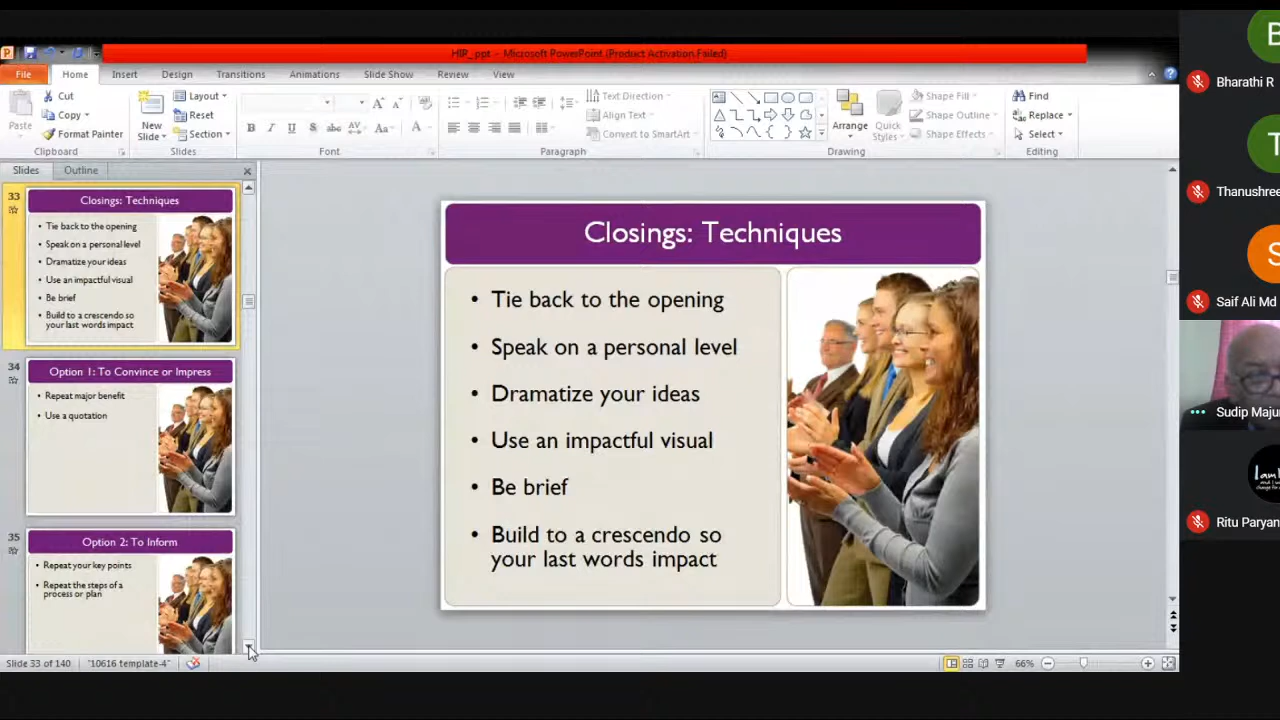 HIP_ppt - Microsoft PowerPoint (Product Activation Failed)
File Home Insert Design Transitions Animations Slide Show Review View
Paste
Cut
Copy
Format Painter
Clipboard
New Slide
Layout
Reset
Section
Slides
B I U S abc AV Aa A
Font
Text Direction
Align Text
Convert to SmartArt
Paragraph
Arrange
Quick Styles
Shape Fill
Shape Outline
Shape Effects
Drawing
Find
Replace
Select
Editing
Slides Outline
33
Closings: Techniques
• Tie back to the opening
• Speak on a personal level
• Dramatize your ideas
• Use an impactful visual
• Be brief
• Build to a crescendo so
your last words impact
34
Option 1: To Convince or Impress
• Repeat major benefit
• Use a quotation
35
Option 2: To Inform
• Repeat your key points
• Repeat the steps of a
process or plan
Closings: Techniques
• Tie back to the opening
• Speak on a personal level
• Dramatize your ideas
• Use an impactful visual
• Be brief
• Build to a crescendo so
your last words impact
Slide 33 of 140 "10616 template-4" 66%
B
Bharathi R
T
Thanushree
S
Saif Ali Md
Sudip Maju
Ritu Paryan